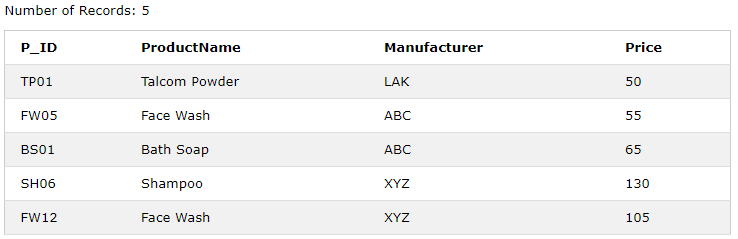 Number of Records: 5
P_ID ProductName Manufacturer Price
TP01 Talcom Powder LAK 50
FW05 Face Wash ABC 55
BS01 Bath Soap ABC 65
SH06 Shampoo XYZ 130
FW12 Face Wash XYZ 105